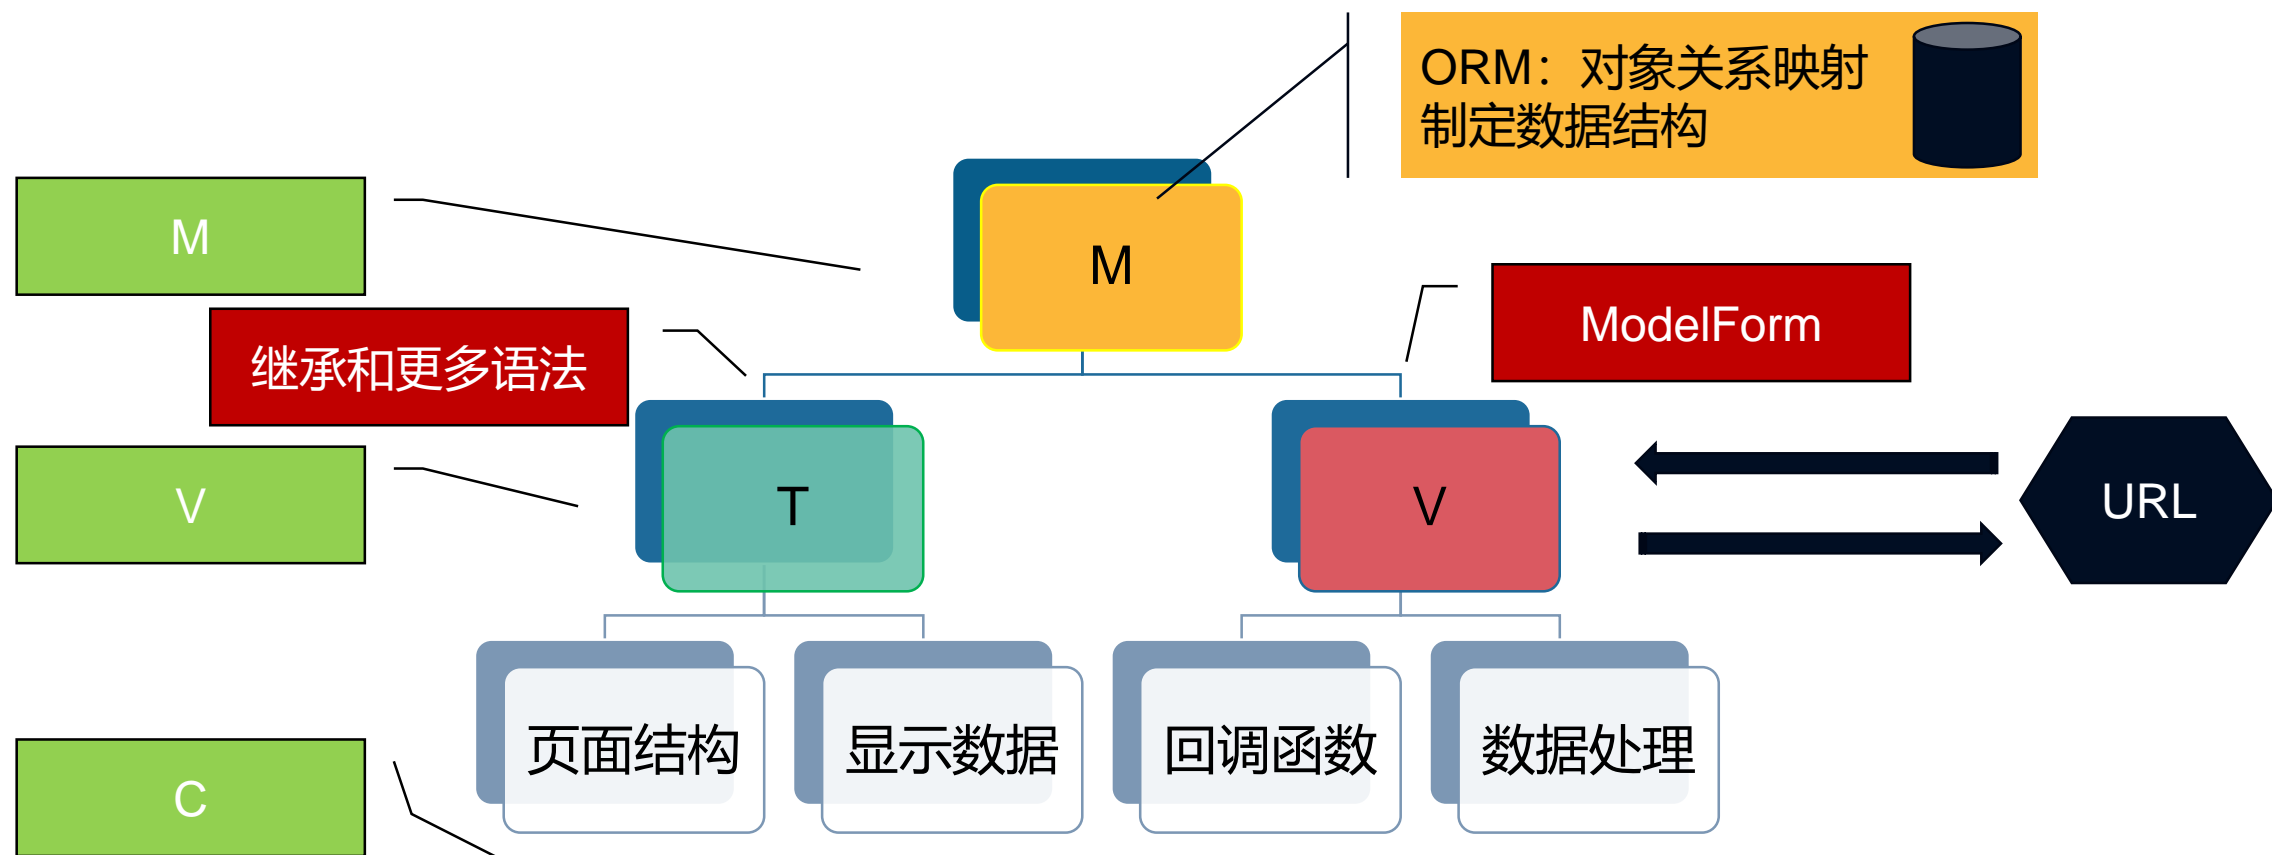 ORM：对象关系映射
制定数据结构
M
M
ModelForm
继承和更多语法
V
T
V
URL
页面结构
显示数据
回调函数
数据处理
C